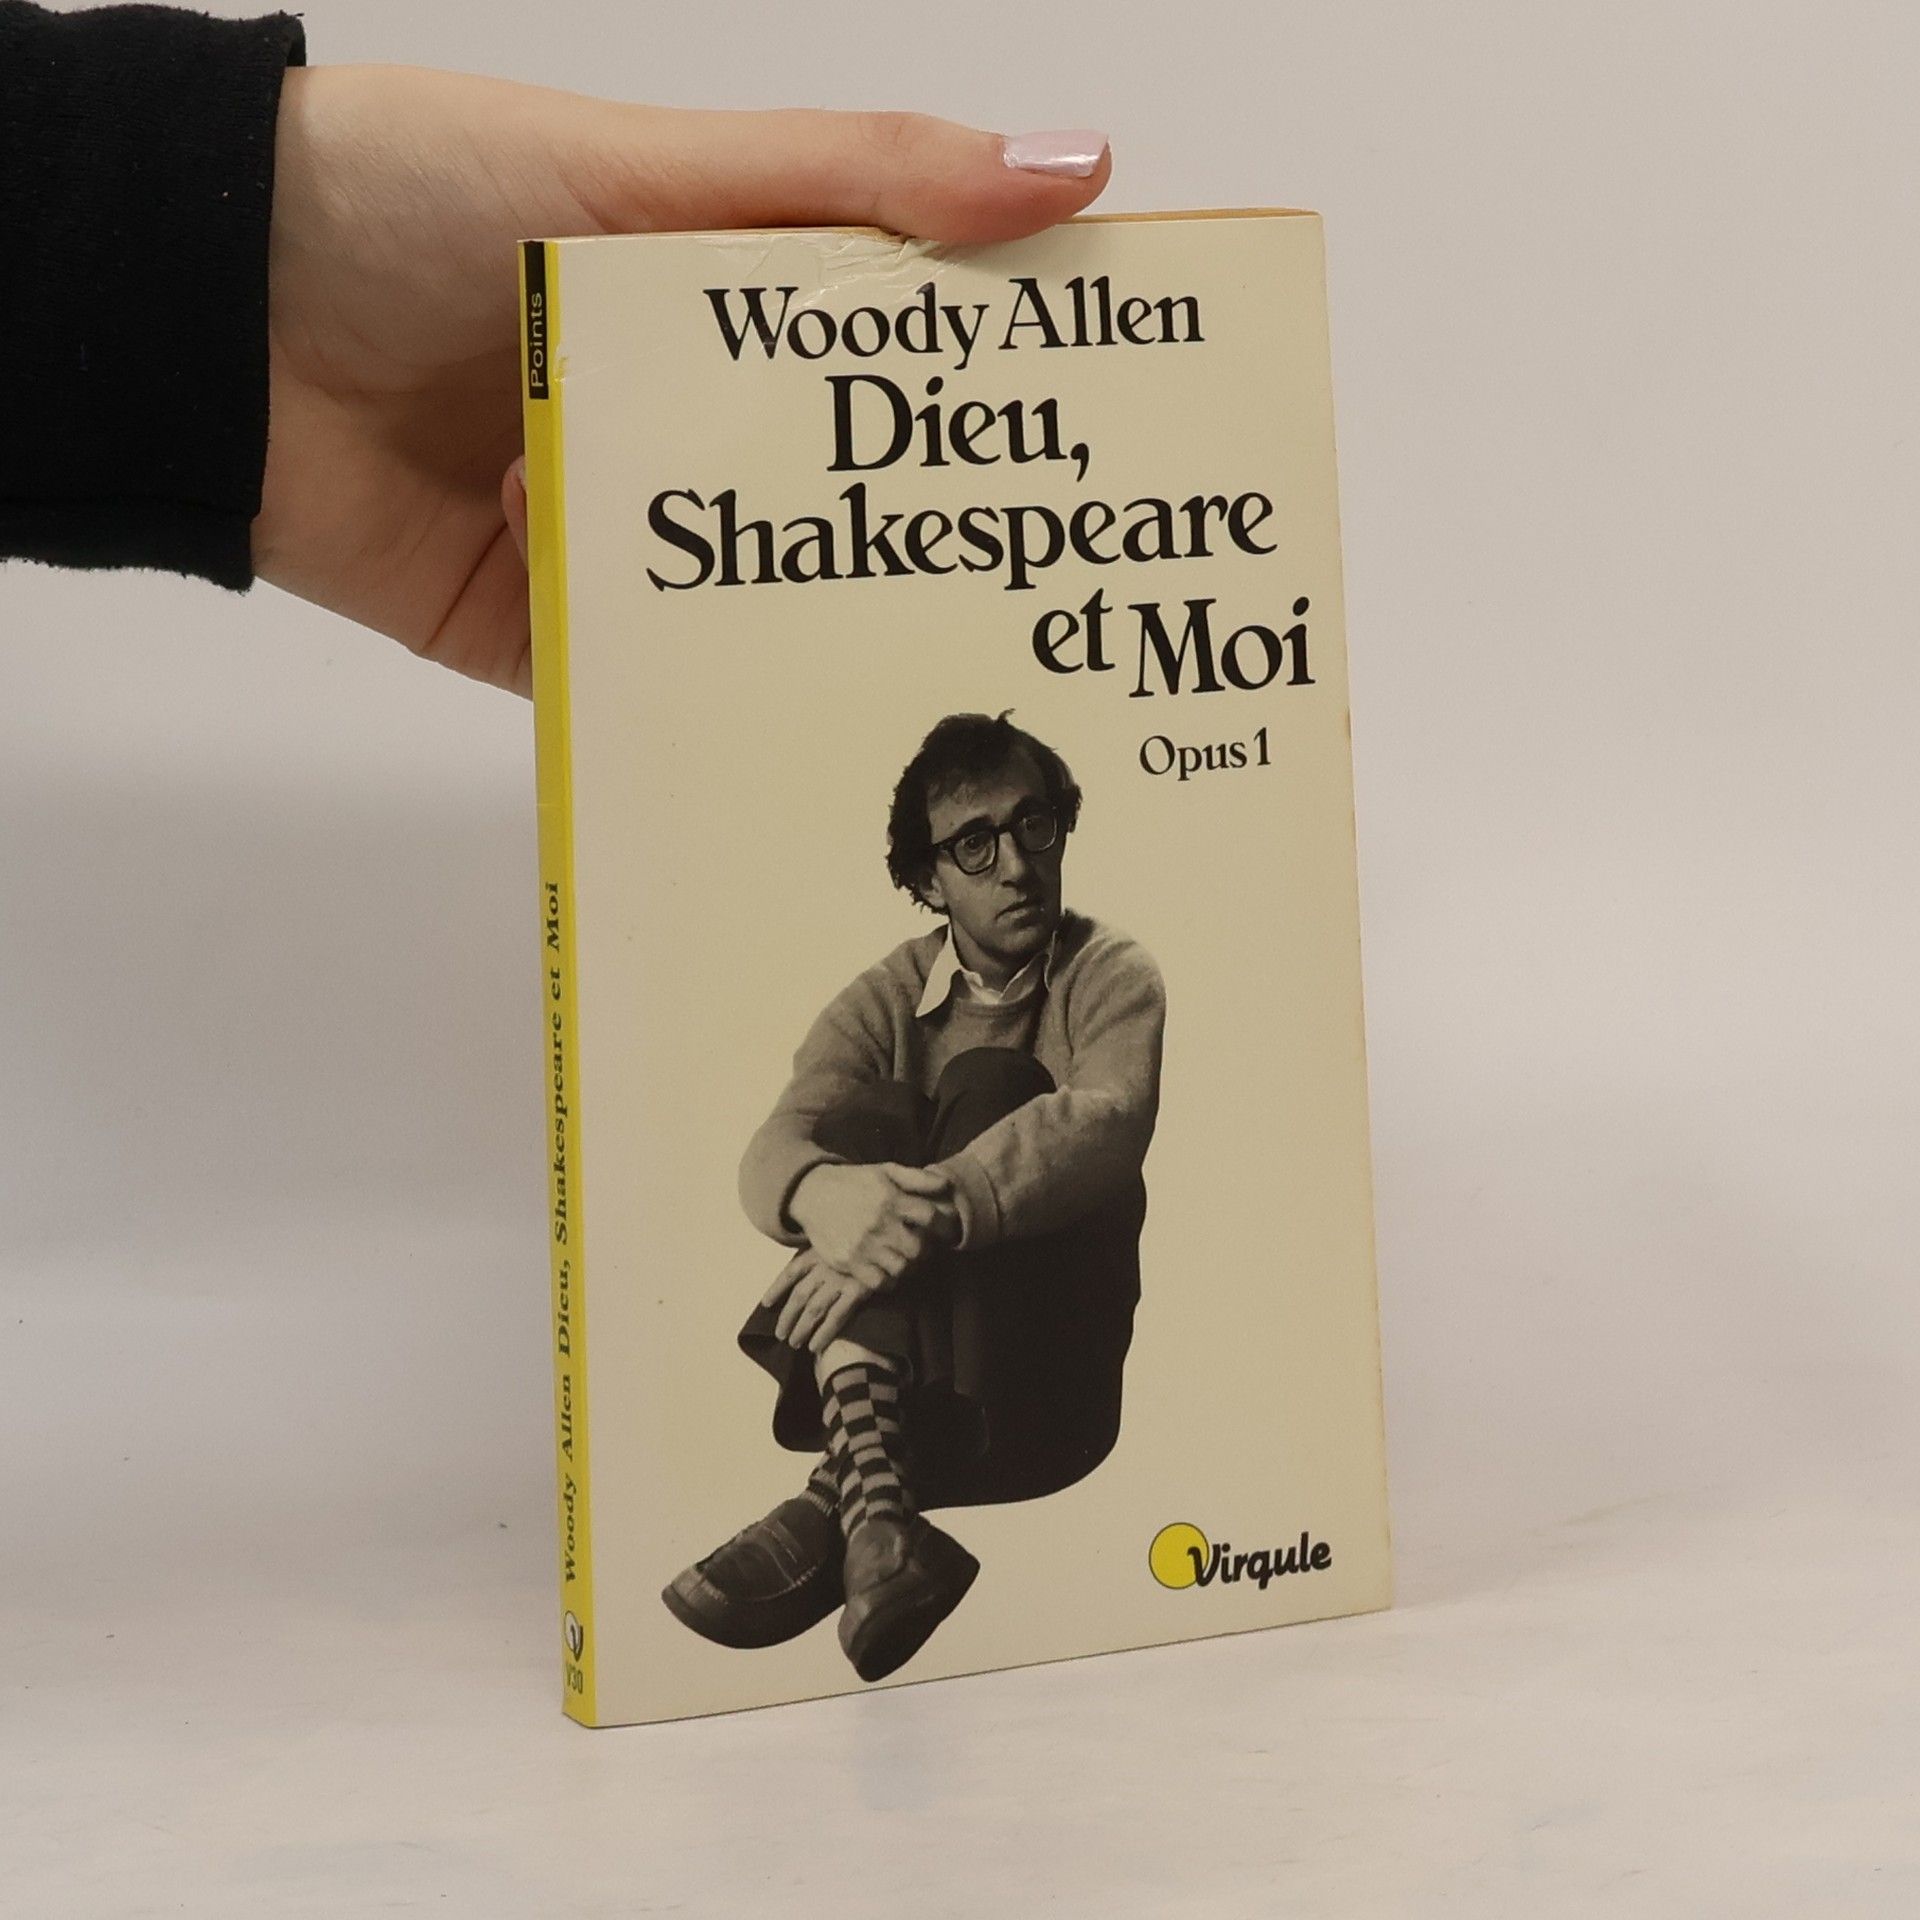 Woody Allen
Dieu,
Shakespeare
et Moi
Opus 1
Virgule
Points
Woody Allen Dieu, Shakespeare et Moi
V30